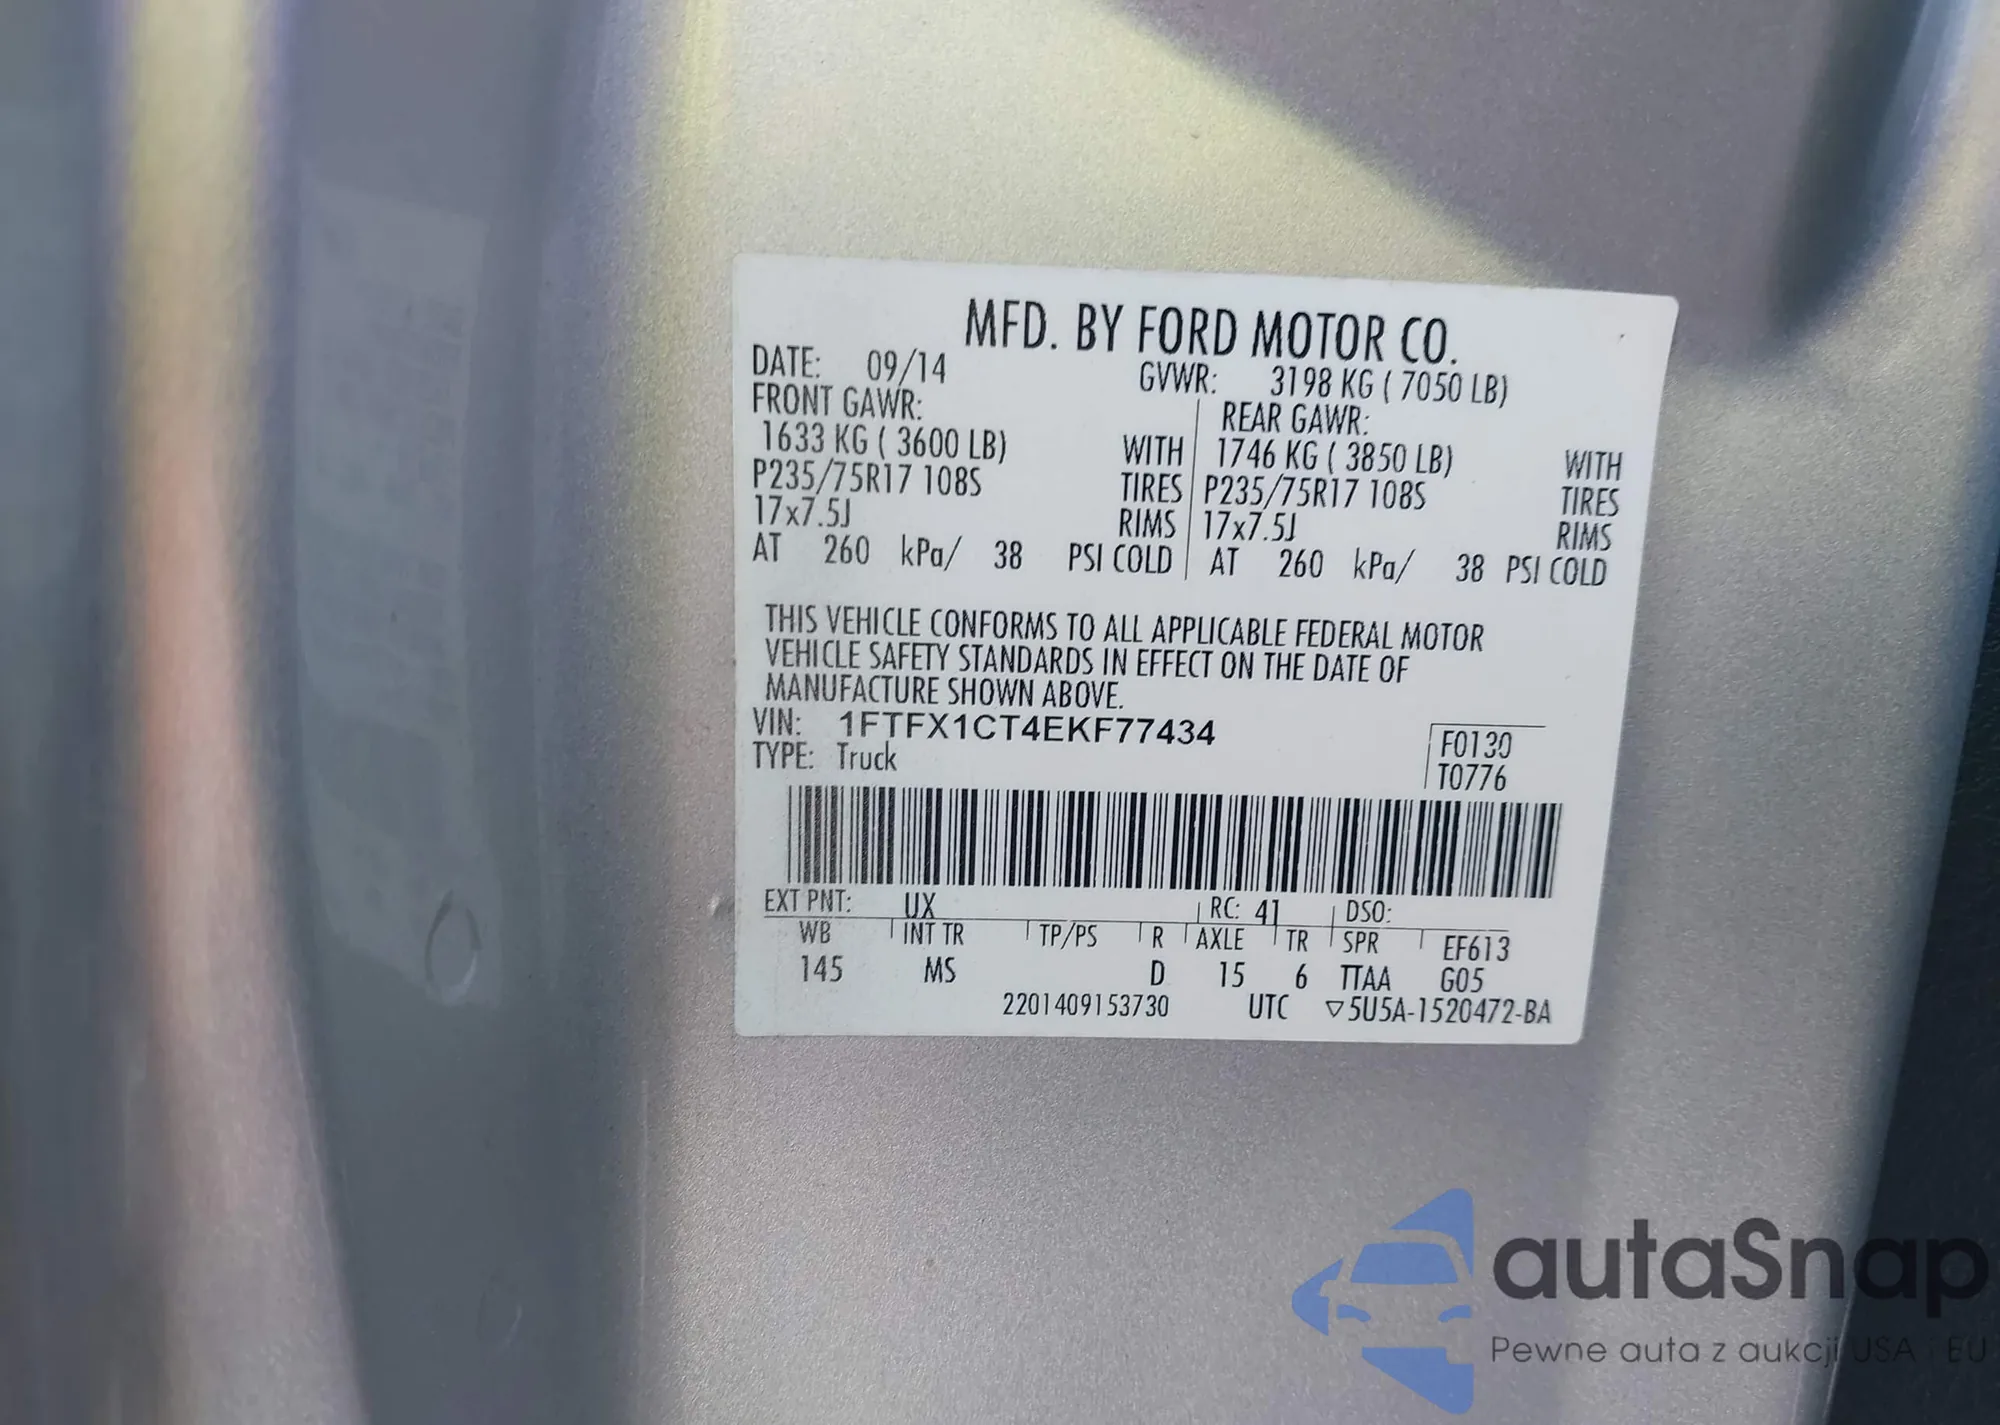 MFD. BY FORD MOTOR CO.
DATE: 09/14 GVWR: 3198 KG ( 7050 LB)
FRONT GAWR: REAR GAWR:
1633 KG ( 3600 LB) WITH 1746 KG ( 3850 LB) WITH
P235/75R17 108S TIRES P235/75R17 108S TIRES
17x7.5J RIMS 17x7.5J RIMS
AT 260 kPa/ 38 PSI COLD AT 260 kPa/ 38 PSI COLD
THIS VEHICLE CONFORMS TO ALL APPLICABLE FEDERAL MOTOR
VEHICLE SAFETY STANDARDS IN EFFECT ON THE DATE OF
MANUFACTURE SHOWN ABOVE.
VIN: 1FTFX1CT4EKF77434
TYPE: Truck
F0130
T0776
EXT PNT: UX RC: 41 DSO:
WB INT TR TP/PS R AXLE TR SPR EF613
145 MS D 15 6 TTAA G05
2201409153730 UTC ▽5U5A-1520472-BA
autaSnap
Pewne auta z aukcji USA i EU